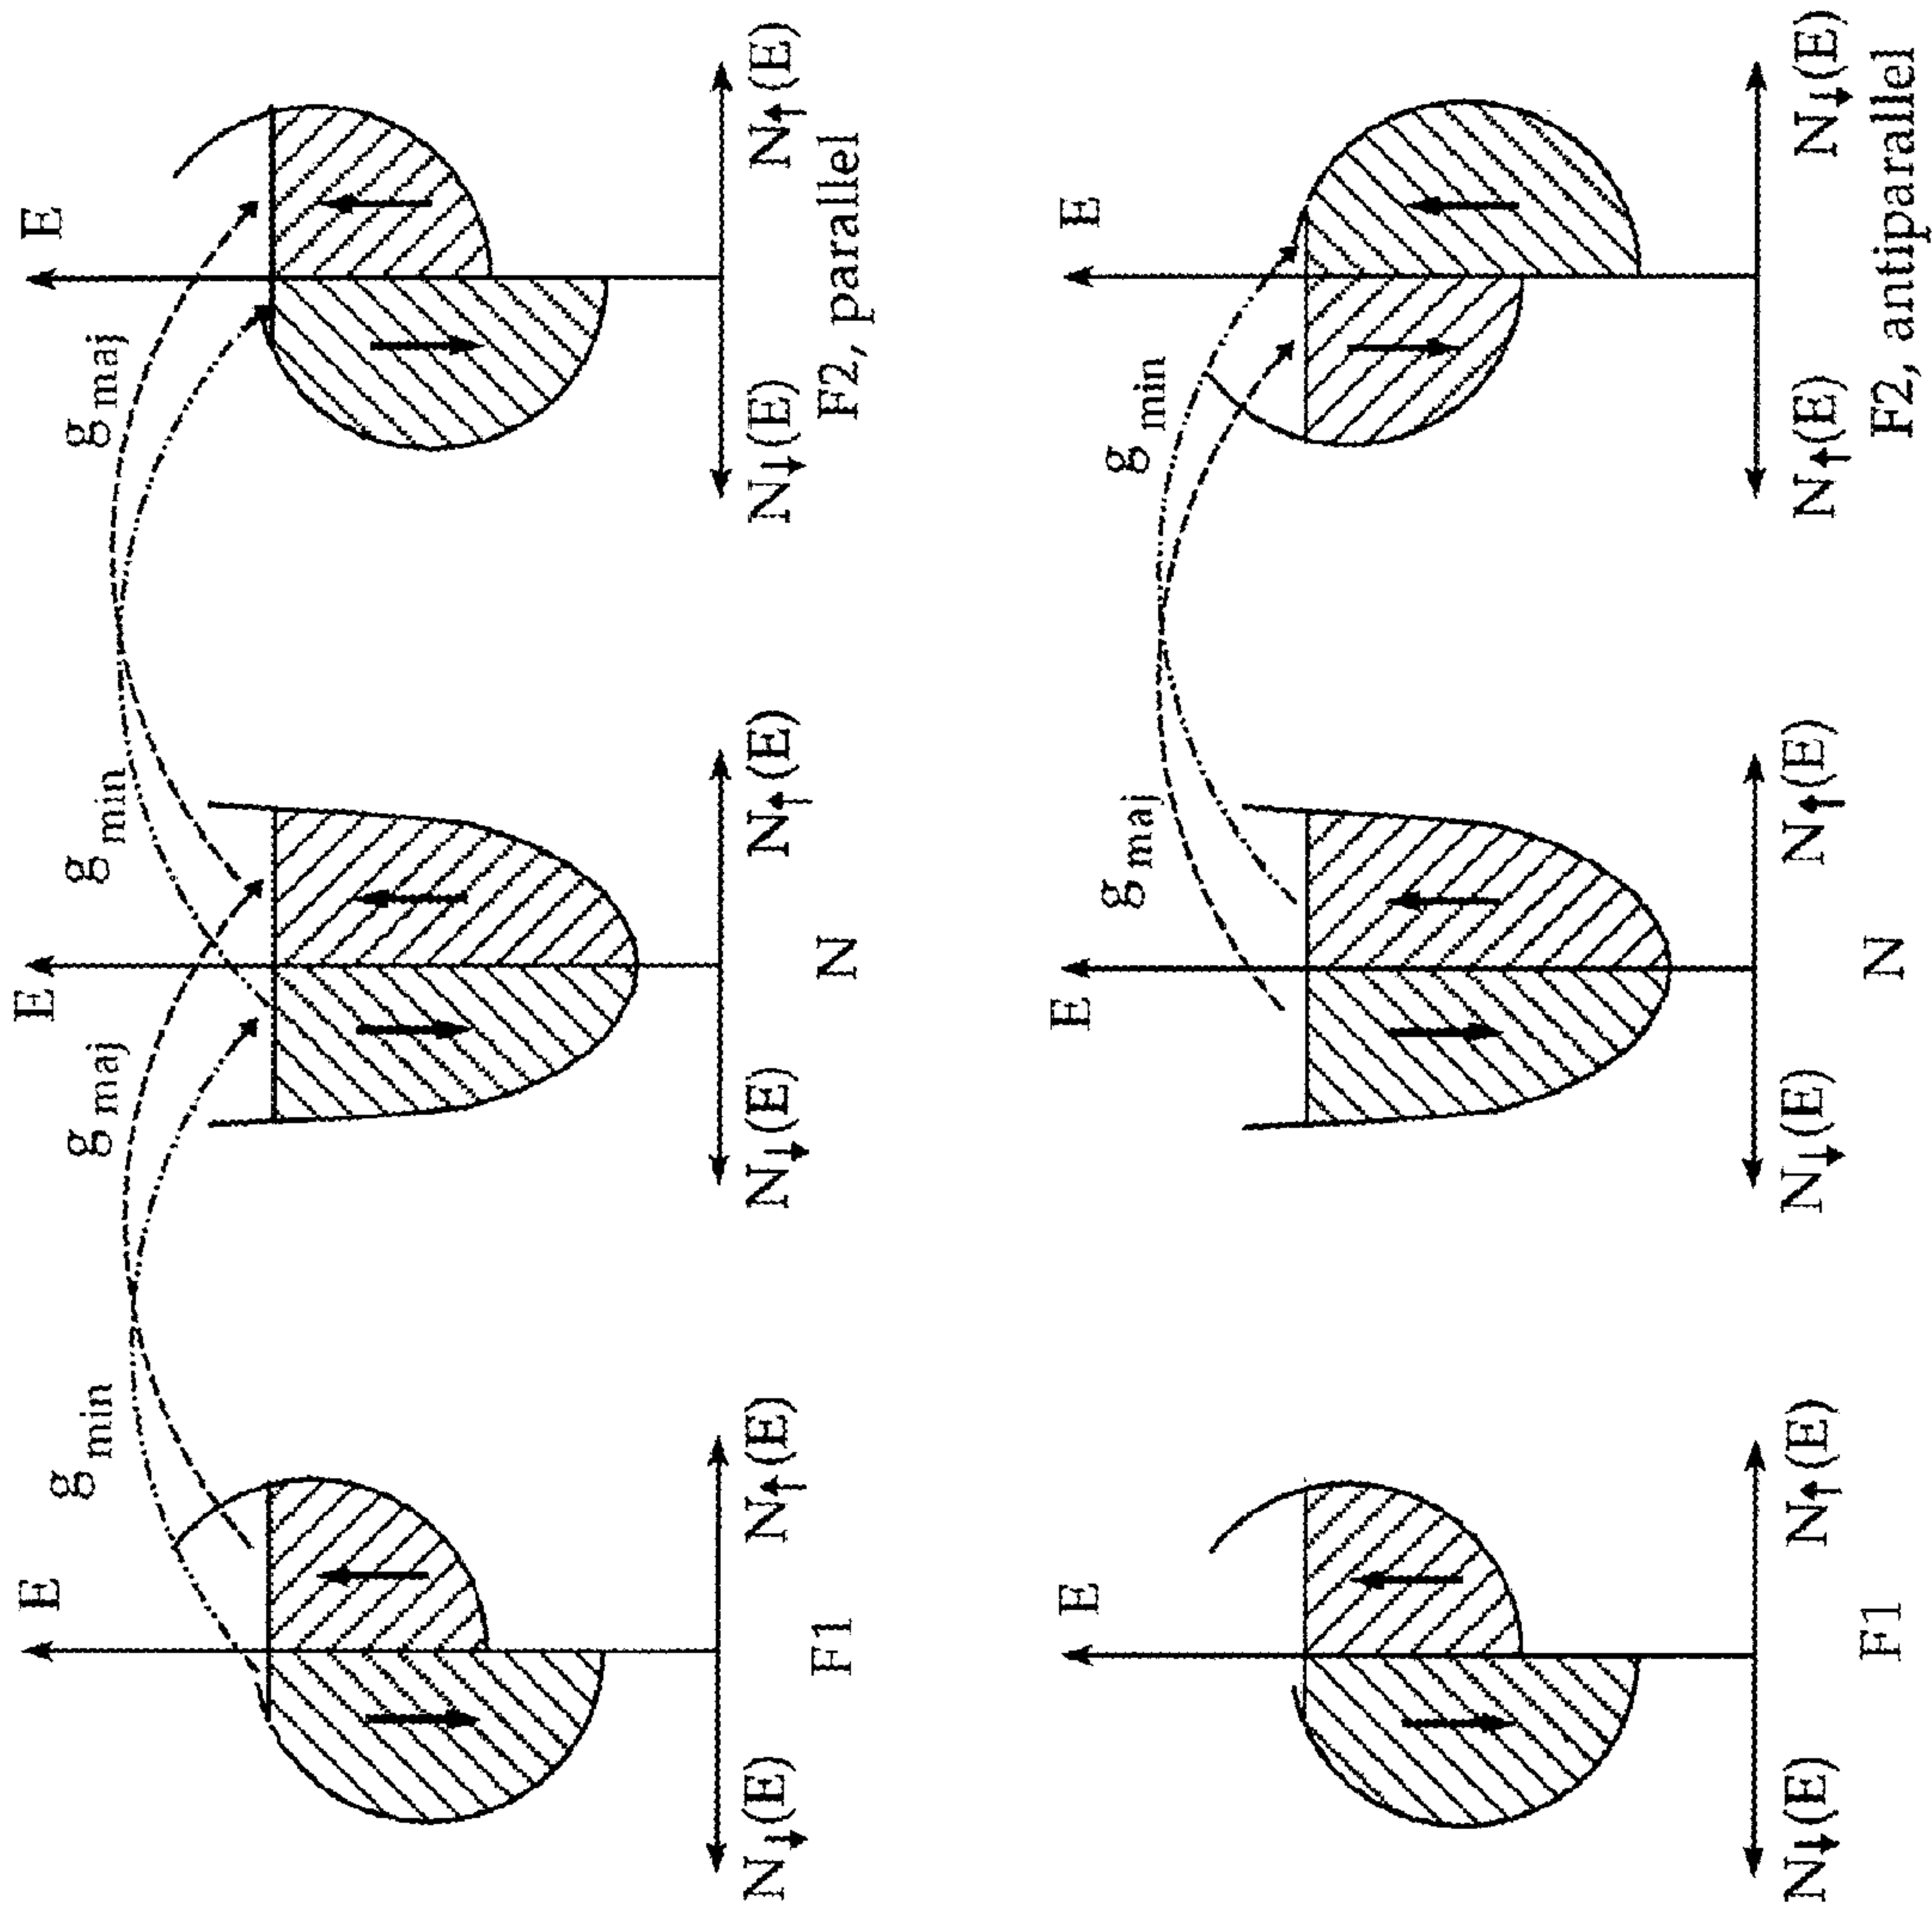 E E E
g min g maj g min g maj
N↓(E) N↑(E) N↓(E) N↑(E) N↓(E) N↑(E)
F1 N F2, parallel
E E E
g maj g min
N↓(E) N↑(E) N↓(E) N↑(E) N↑(E) N↓(E)
F1 N F2, antiparallel